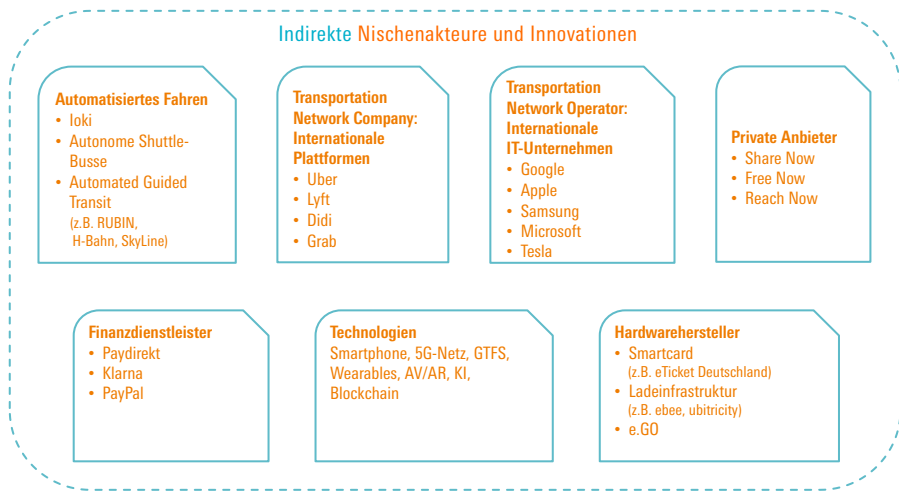 Indirekte Nischenakteure und Innovationen
Automatisiertes Fahren
• Ioki
• Autonome Shuttle-
Busse
• Automated Guided
Transit
(z.B. RUBIN,
H-Bahn, SkyLine)
Transportation
Network Company:
Internationale
Plattformen
• Uber
• Lyft
• Didi
• Grab
Transportation
Network Operator:
Internationale
IT-Unternehmen
• Google
• Apple
• Samsung
• Microsoft
• Tesla
Private Anbieter
• Share Now
• Free Now
• Reach Now
Finanzdienstleister
• Paydirekt
• Klarna
• PayPal
Technologien
Smartphone, 5G-Netz, GTFS,
Wearables, AV/AR, KI,
Blockchain
Hardwarehersteller
• Smartcard
(z.B. eTicket Deutschland)
• Ladeinfrastruktur
(z.B. ebee, ubitricity)
• e.GO